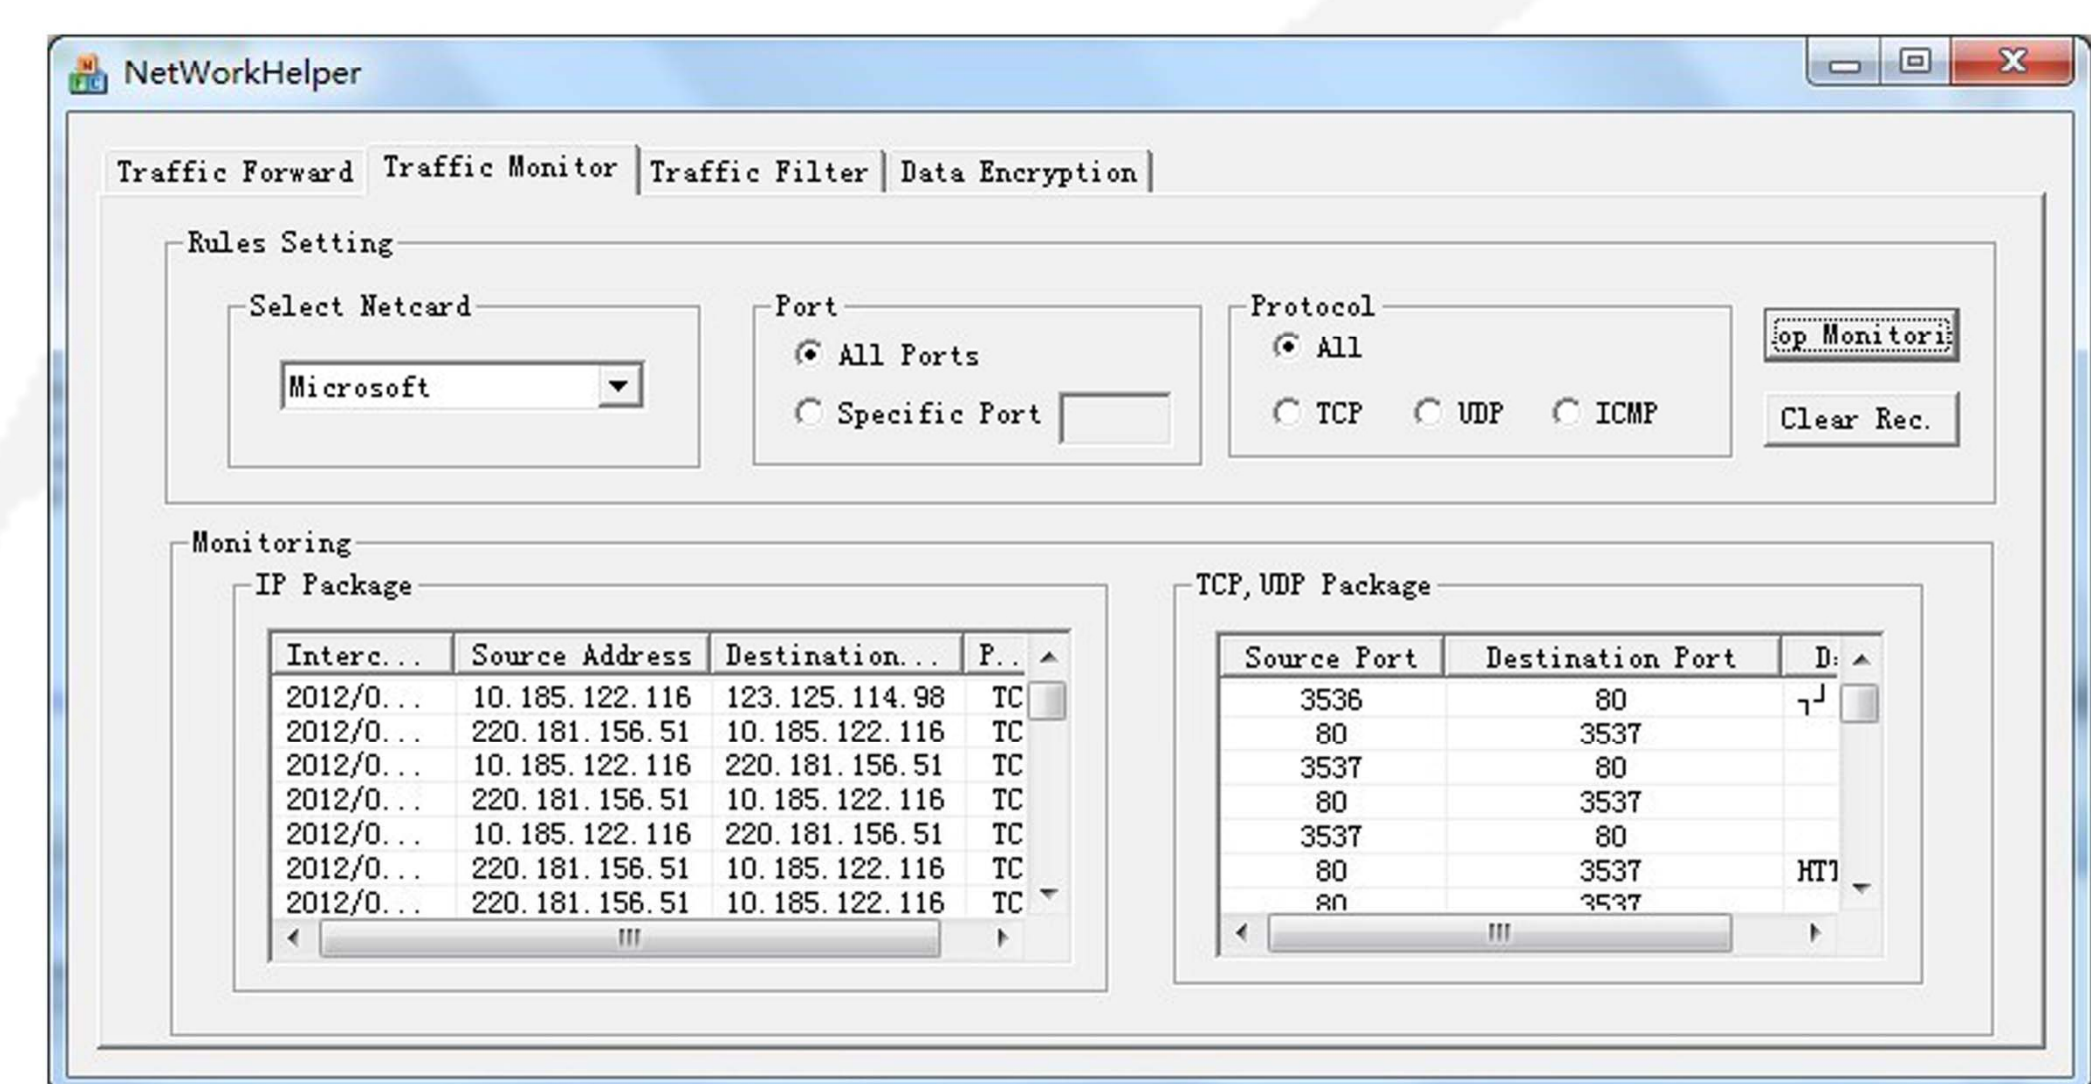 NetWorkHelper
Traffic Forward Traffic Monitor Traffic Filter Data Encryption
Rules Setting
Select Netcard Port Protocol
Microsoft
All Ports
Specific Port
All
TCP UDP ICMP
op Monitori
Clear Rec.
Monitoring
IP Package
Interc... Source Address Destination... P...
2012/0... 10.185.122.116 123.125.114.98 TC
2012/0... 220.181.156.51 10.185.122.116 TC
2012/0... 10.185.122.116 220.181.156.51 TC
2012/0... 220.181.156.51 10.185.122.116 TC
2012/0... 10.185.122.116 220.181.156.51 TC
2012/0... 220.181.156.51 10.185.122.116 TC
2012/0... 220.181.156.51 10.185.122.116 TC
TCP, UDP Package
Source Port Destination Port
3536 80 ┐┘
80 3537
3537 80
80 3537
3537 80
80 3537 HTT
80 3537